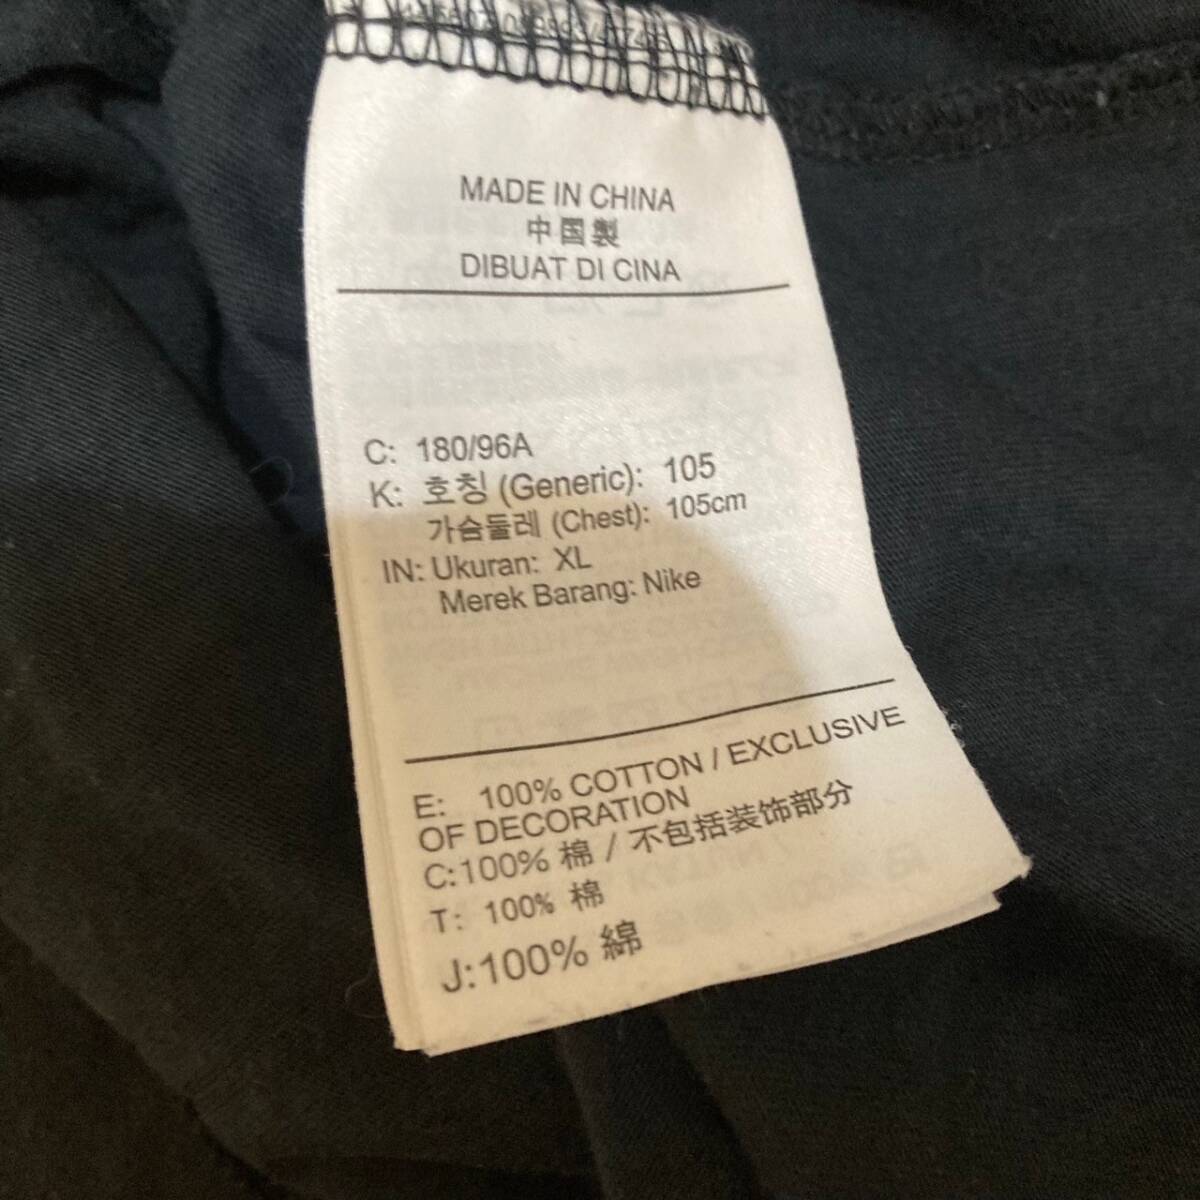 MADE IN CHINA
中国製
DIBUAT DI CINA
C: 180/96A
K: 호칭 (Generic): 105
가슴둘레 (Chest): 105cm
IN: Ukuran: XL
Merek Barang: Nike
E: 100% COTTON / EXCLUSIVE
OF DECORATION
C:100% 棉 / 不包括装饰部分
T: 100% 棉
J:100% 綿